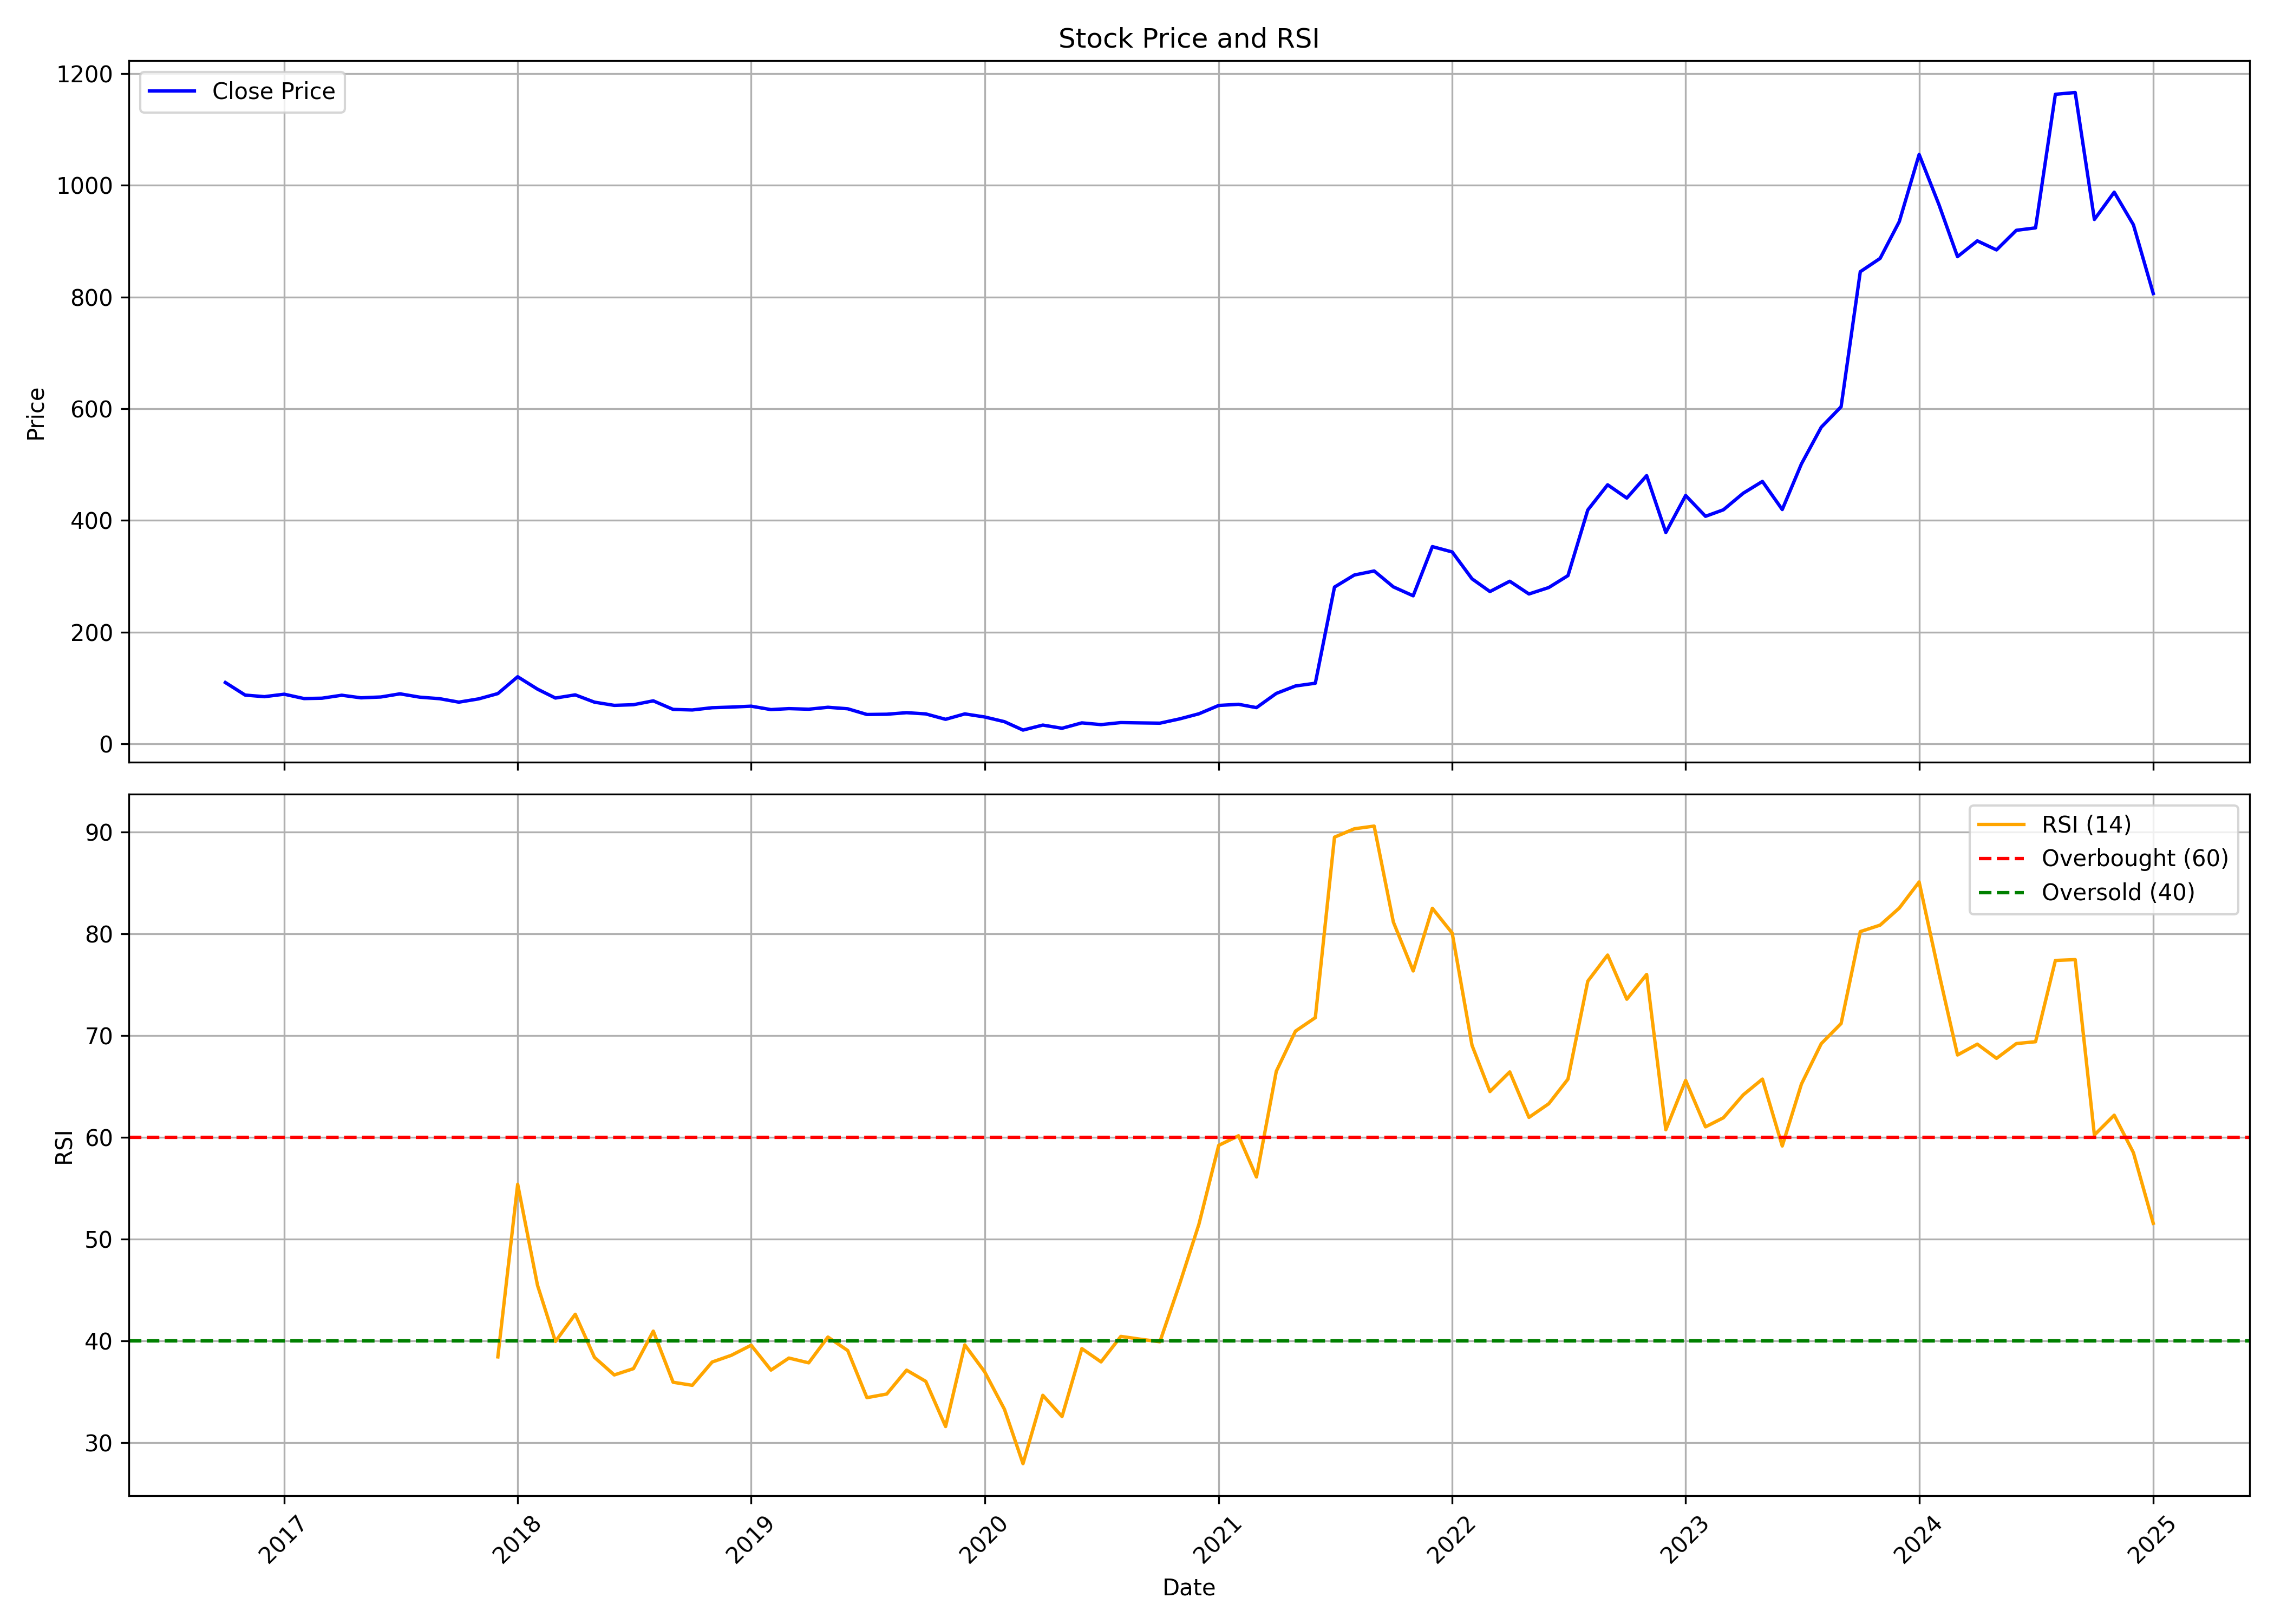 Stock Price and RSI
1200
1000
800
600
400
200
0
Price
Close Price
90
80
70
60
50
40
30
RSI
RSI (14)
Overbought (60)
Oversold (40)
2017
2018
2019
2020
2021
2022
2023
2024
2025
Date